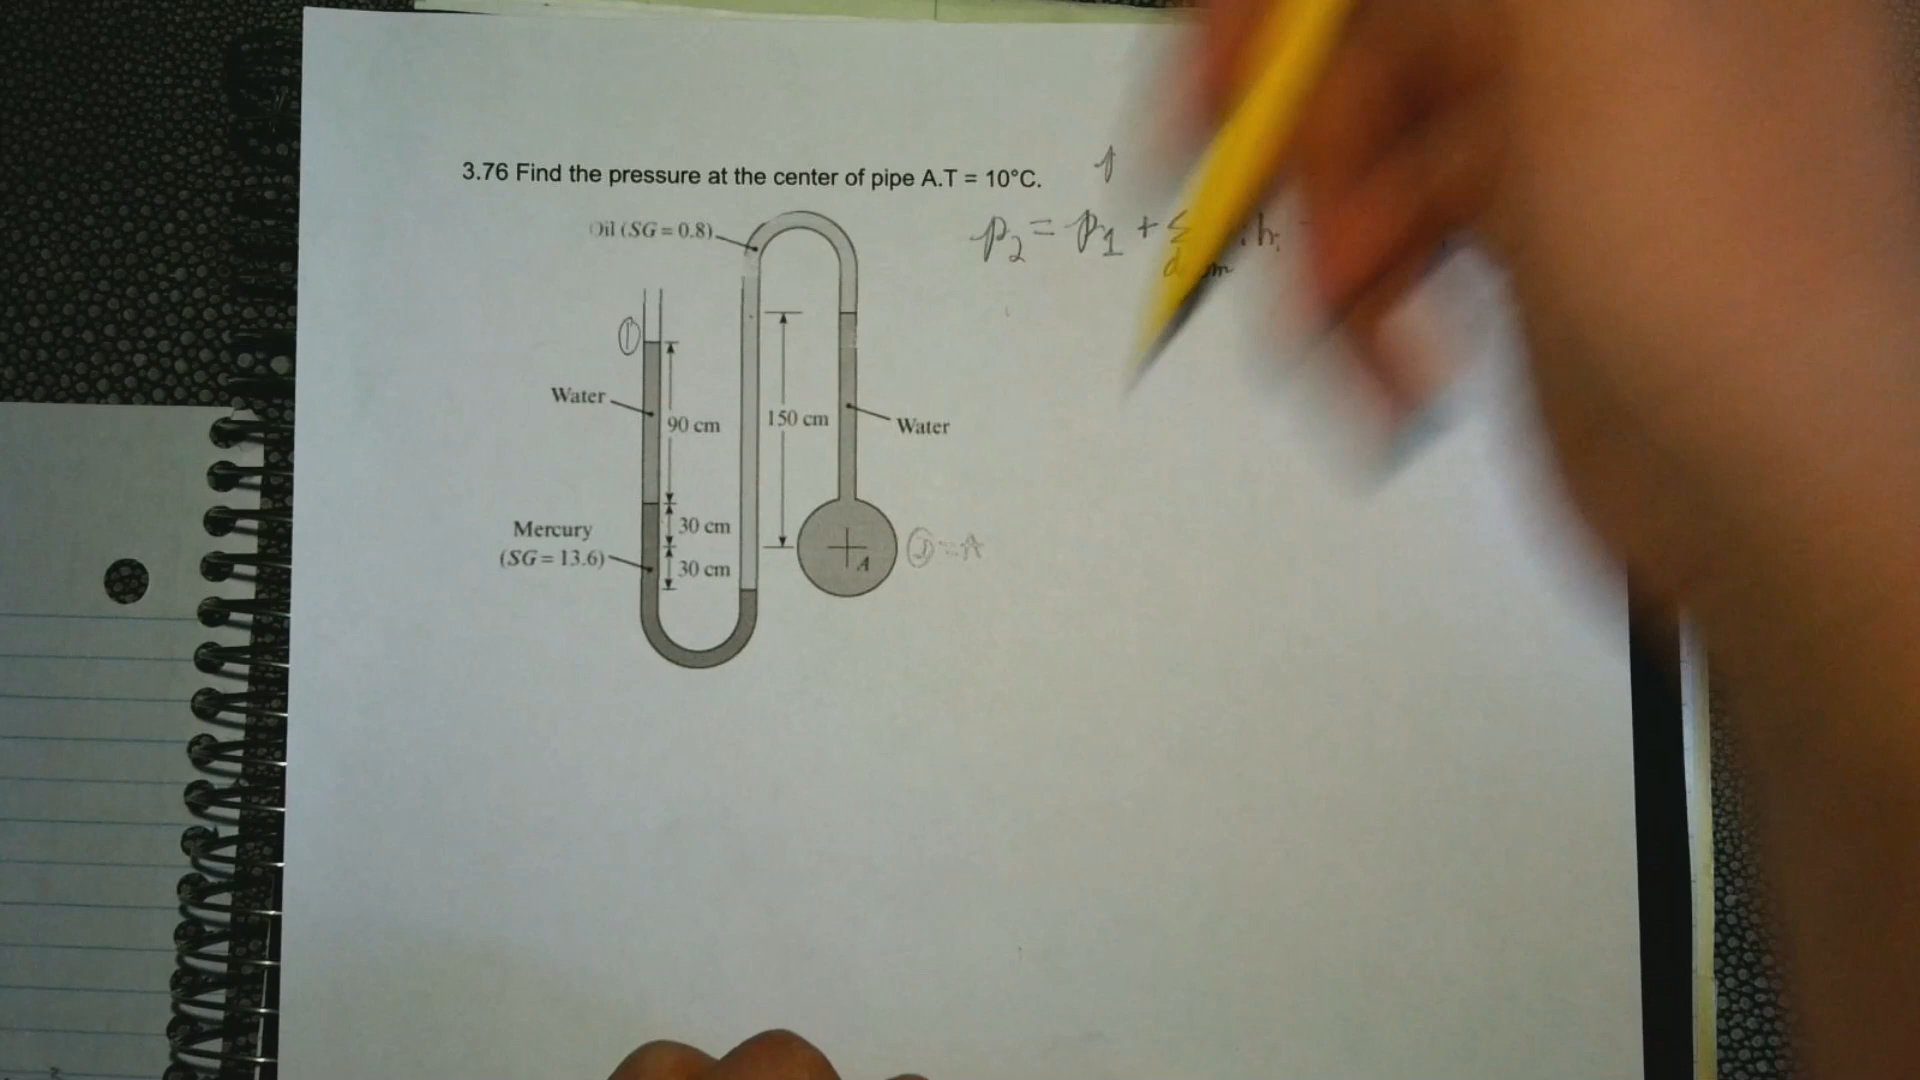 3.76 Find the pressure at the center of pipe A.T = 10°C.
Oil (SG = 0.8)
p₂ = p₁ + Σ
h
d
1
Water
90 cm
150 cm
Water
Mercury
(SG = 13.6)
30 cm
30 cm
A
2 = A